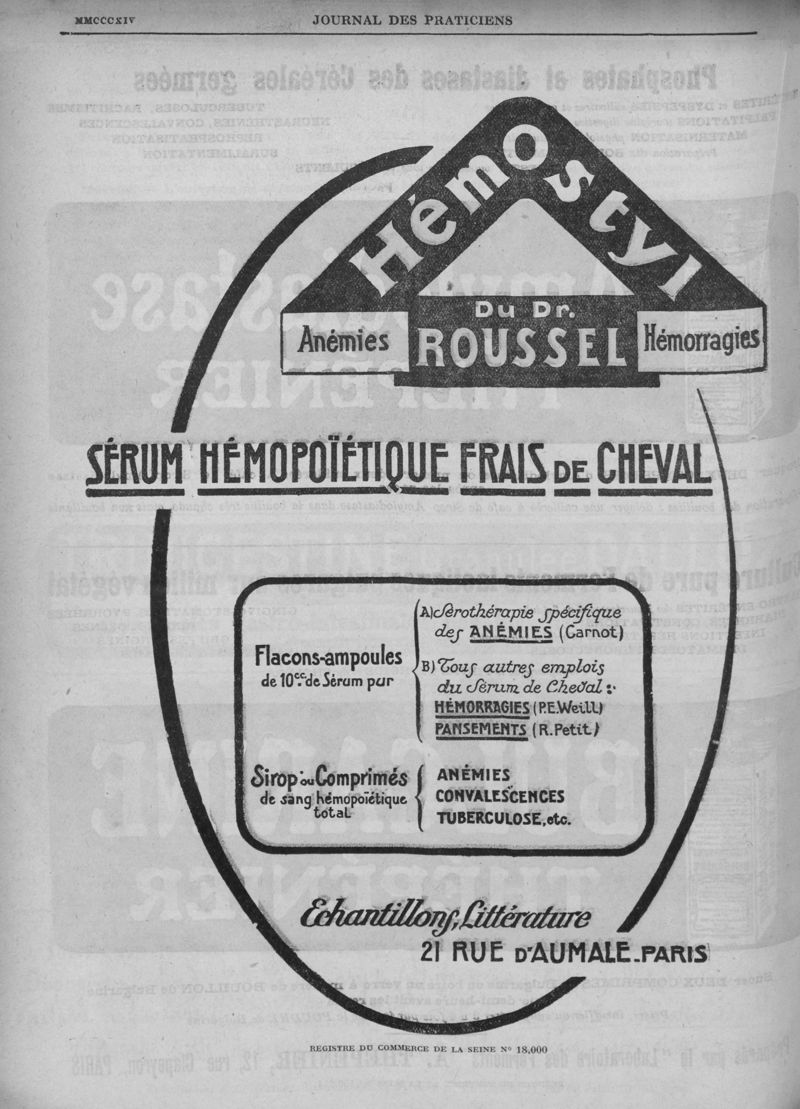 MMCCCXIV
JOURNAL DES PRATICIENS
Hémostyl
Du Dr.
ROUSSEL
Anémies
Hémorragies
SÉRUM HÉMOPOÏÉTIQUE FRAIS DE CHEVAL
Flacons-ampoules
de 10cc. de Sérum pur
A) Sérothérapie spécifique
des ANÉMIES (Carnot)
B) Tous autres emplois
du Sérum de Cheval :
HÉMORRAGIES (P.E.Weill)
PANSEMENTS (R.Petit)
Sirop ou Comprimés
de sang hémopoïétique
total
ANÉMIES
CONVALESCENCES
TUBERCULOSE, etc.
Echantillons, Littérature
21 RUE D'AUMALE-PARIS
REGISTRE DU COMMERCE DE LA SEINE N° 18,000